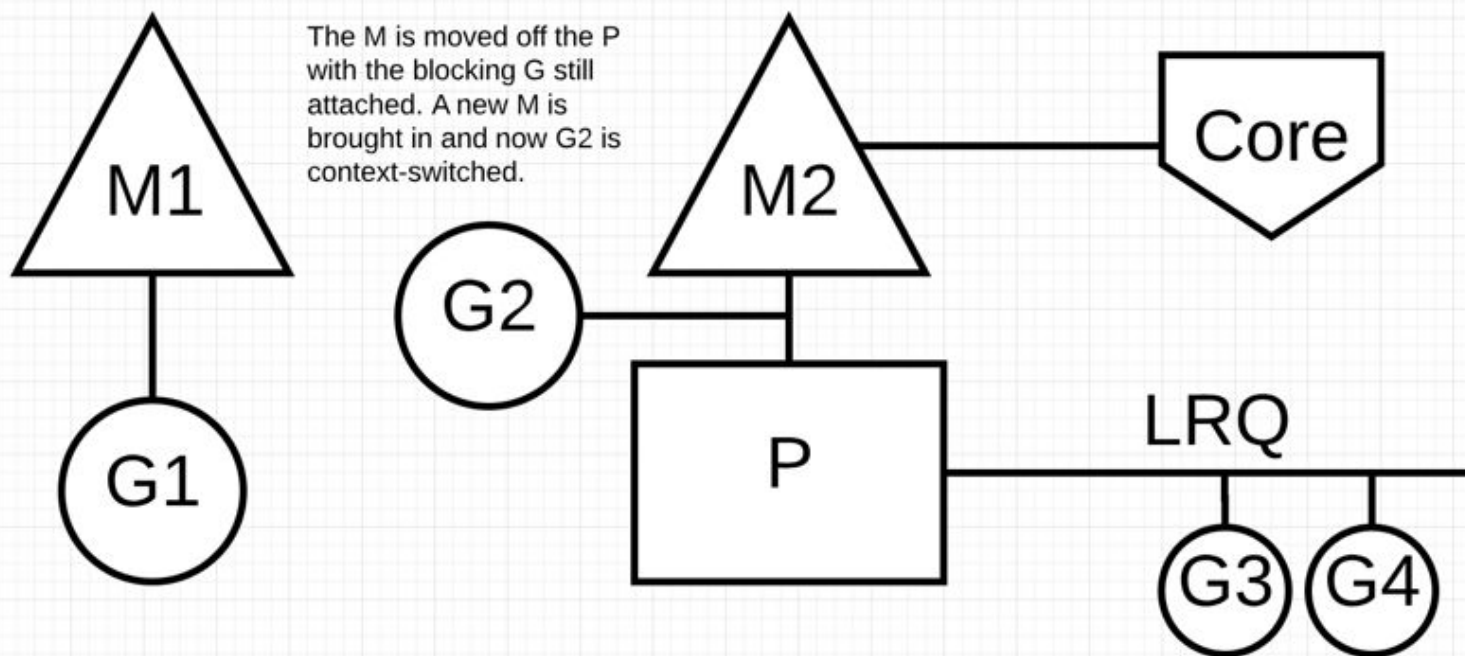 The M is moved off the P
with the blocking G still
attached. A new M is
brought in and now G2 is
context-switched.
M1
M2
Core
G2
G1
P
LRQ
G3
G4